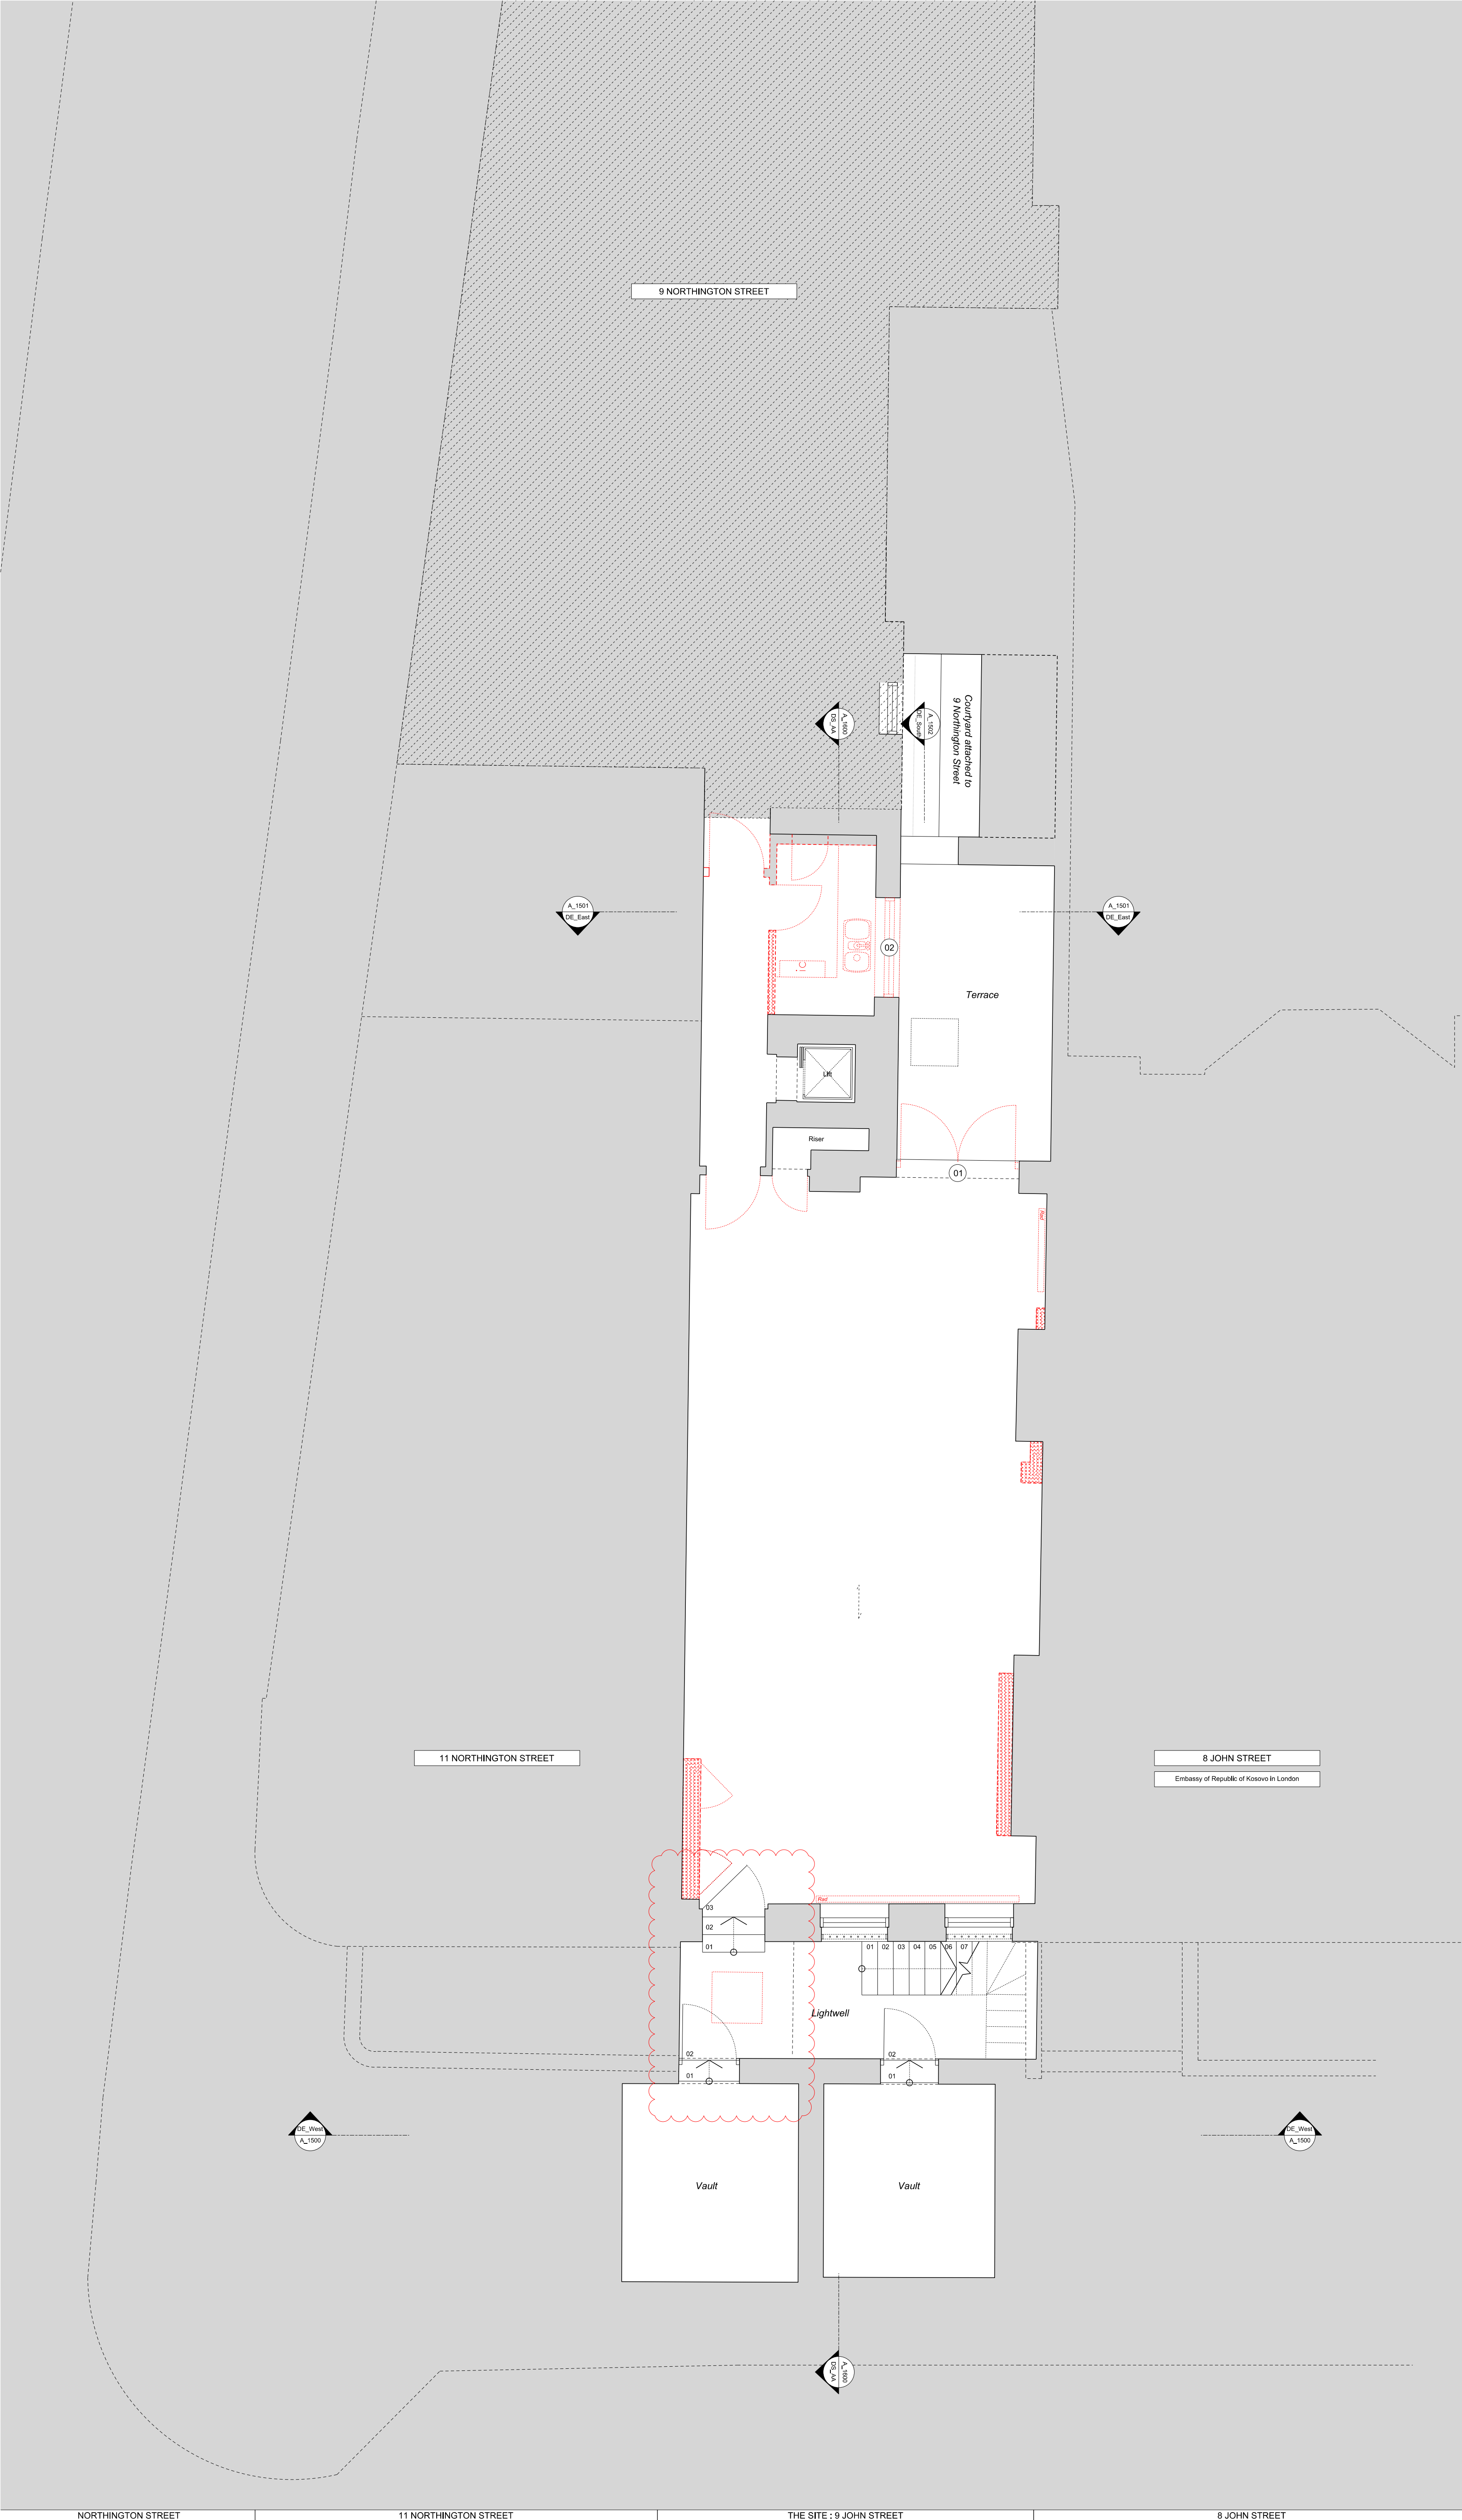 9 NORTHINGTON STREET
Courtyard attached to
9 Northington Street
A_1600
DS_AA
A_1502
DE_South
A_1501
DE_East
A_1501
DE_East
02
Terrace
Lift
Riser
01
Rad
11 NORTHINGTON STREET
8 JOHN STREET
Embassy of Republic of Kosovo in London
Rad
03
02
01
01 02 03 04 05 06 07
Lightwell
02
01
02
01
DE_West
A_1500
DE_West
A_1500
Vault
Vault
A_1600
DS_AA
NORTHINGTON STREET
11 NORTHINGTON STREET
THE SITE : 9 JOHN STREET
8 JOHN STREET